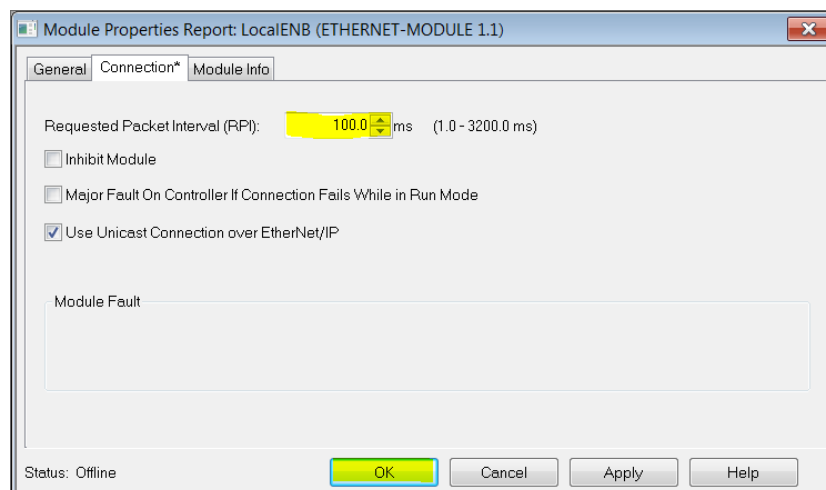 Module Properties Report: LocalENB (ETHERNET-MODULE 1.1)
General Connection* Module Info
Requested Packet Interval (RPI): 100.0 ms (1.0 - 3200.0 ms)
Inhibit Module
Major Fault On Controller If Connection Fails While in Run Mode
Use Unicast Connection over EtherNet/IP
Module Fault
Status: Offline OK Cancel Apply Help